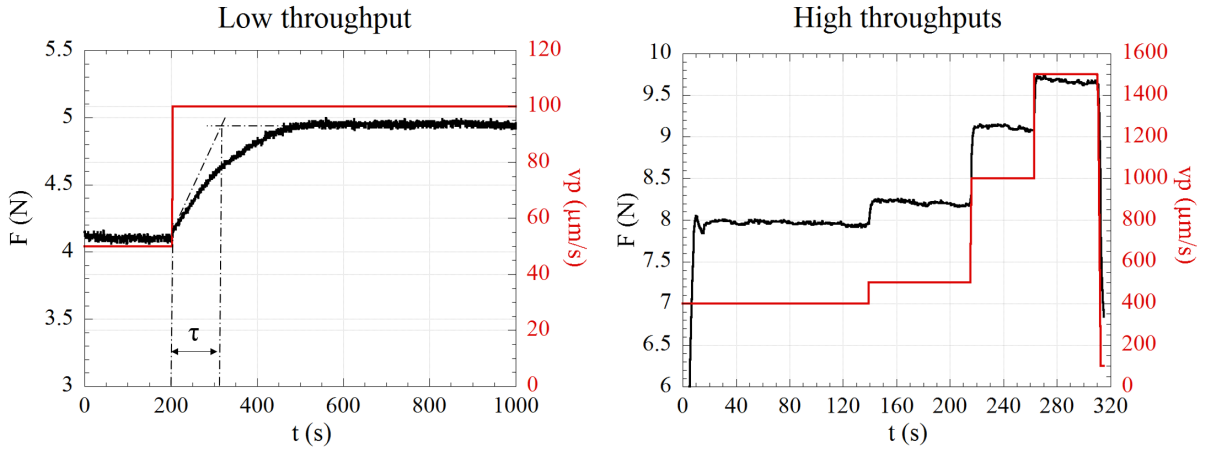 Low throughput
High throughputs
5.5
5
4.5
4
3.5
3
F (N)
120
100
80
60
40
20
0
vp (µm/s)
τ
0 200 400 600 800 1000
t (s)
10
9.5
9
8.5
8
7.5
7
6.5
6
F (N)
1600
1400
1200
1000
800
600
400
200
0
vp (µm/s)
0 40 80 120 160 200 240 280 320
t (s)